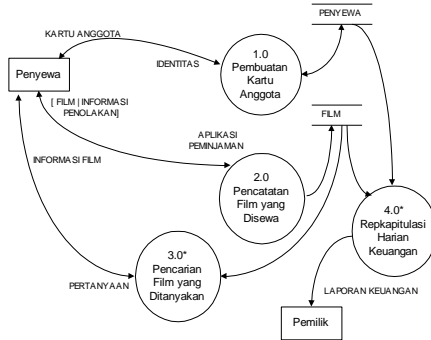 PENYEWA
KARTU ANGGOTA
IDENTITAS
1.0
Pembuatan
Kartu
Anggota
Penyewa
[ FILM | INFORMASI
PENOLAKAN]
FILM
APLIKASI
PEMINJAMAN
INFORMASI FILM
2.0
Pencatatan
Film yang
Disewa
4.0*
Repkapitulasi
Harian
Keuangan
3.0*
Pencarian
Film yang
Ditanyakan
PERTANYAAN
LAPORAN KEUANGAN
Pemilik